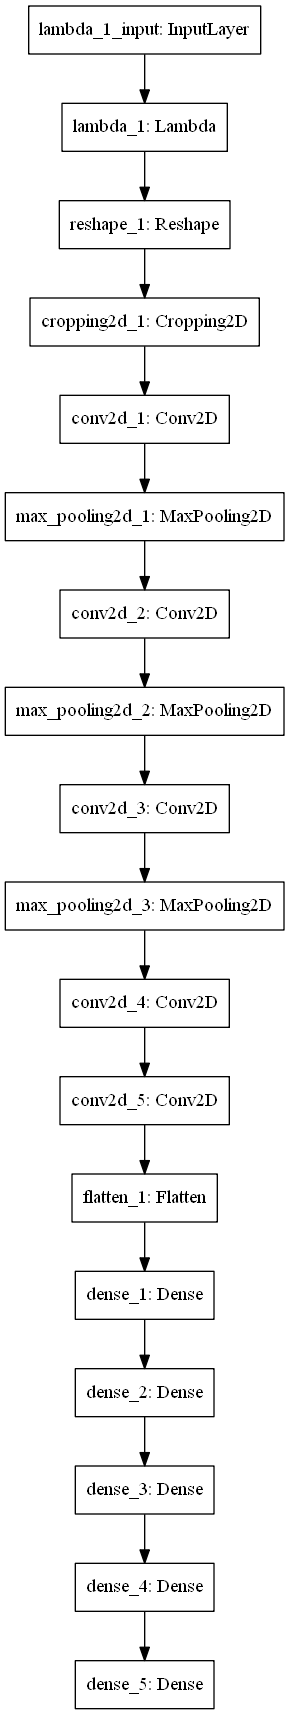 lambda_1_input: InputLayer
lambda_1: Lambda
reshape_1: Reshape
cropping2d_1: Cropping2D
conv2d_1: Conv2D
max_pooling2d_1: MaxPooling2D
conv2d_2: Conv2D
max_pooling2d_2: MaxPooling2D
conv2d_3: Conv2D
max_pooling2d_3: MaxPooling2D
conv2d_4: Conv2D
conv2d_5: Conv2D
flatten_1: Flatten
dense_1: Dense
dense_2: Dense
dense_3: Dense
dense_4: Dense
dense_5: Dense